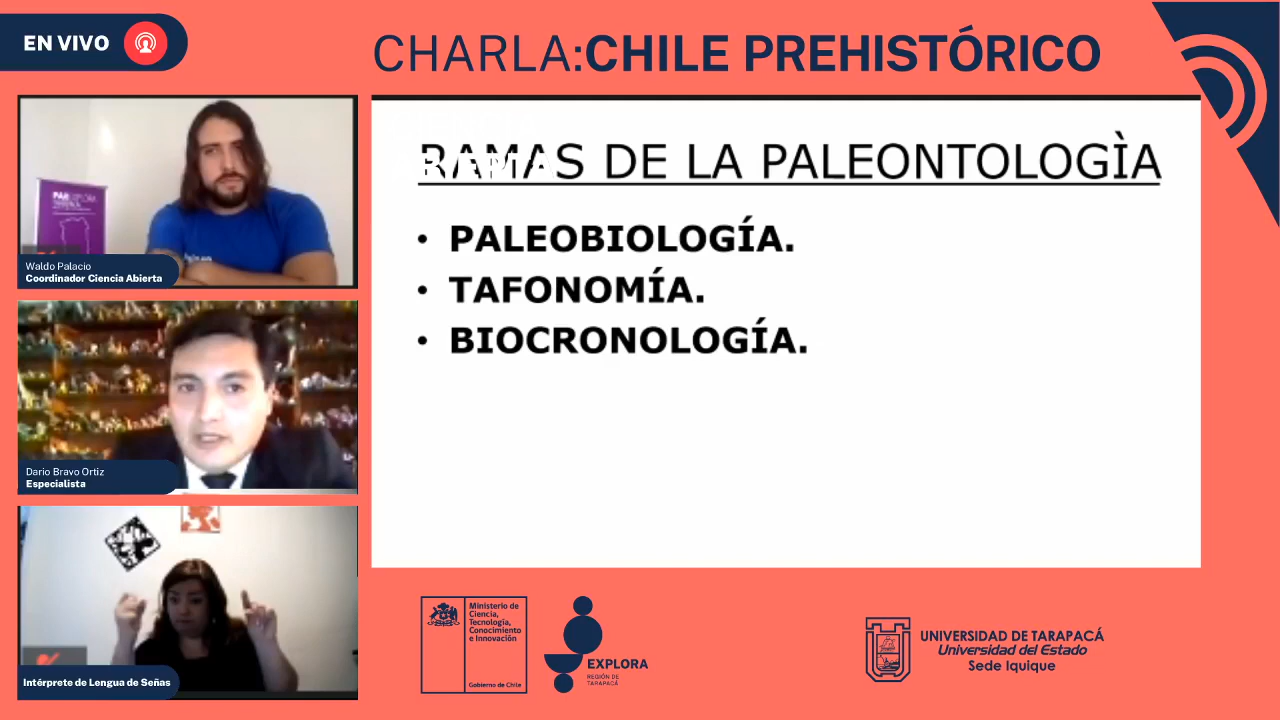 EN VIVO
CHARLA:CHILE PREHISTÓRICO
Waldo Palacio
Coordinador Ciencia Abierta
Dario Bravo Ortiz
Especialista
Intérprete de Lengua de Señas
RAMAS DE LA PALEONTOLOGÌA
• PALEOBIOLOGÍA.
• TAFONOMÍA.
• BIOCRONOLOGÍA.
Ministerio de
Ciencia,
Tecnología,
Conocimiento
e Innovación
Gobierno de Chile
EXPLORA
REGIÓN DE
TARAPACÁ
UNIVERSIDAD DE TARAPACÁ
Universidad del Estado
Sede Iquique